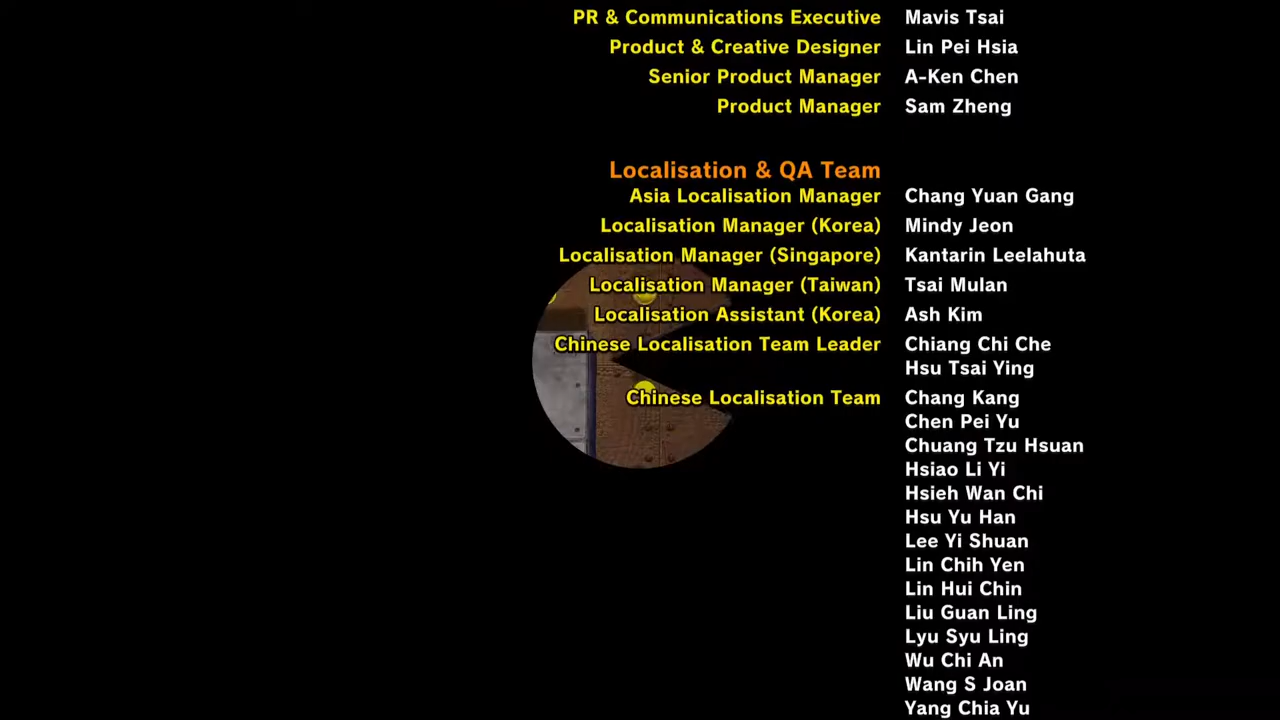 PR & Communications Executive Mavis Tsai
Product & Creative Designer Lin Pei Hsia
Senior Product Manager A-Ken Chen
Product Manager Sam Zheng
Localisation & QA Team
Asia Localisation Manager Chang Yuan Gang
Localisation Manager (Korea) Mindy Jeon
Localisation Manager (Singapore) Kantarin Leelahuta
Localisation Manager (Taiwan) Tsai Mulan
Localisation Assistant (Korea) Ash Kim
Chinese Localisation Team Leader Chiang Chi Che
Hsu Tsai Ying
Chinese Localisation Team Chang Kang
Chen Pei Yu
Chuang Tzu Hsuan
Hsiao Li Yi
Hsieh Wan Chi
Hsu Yu Han
Lee Yi Shuan
Lin Chih Yen
Lin Hui Chin
Liu Guan Ling
Lyu Syu Ling
Wu Chi An
Wang S Joan
Yang Chia Yu